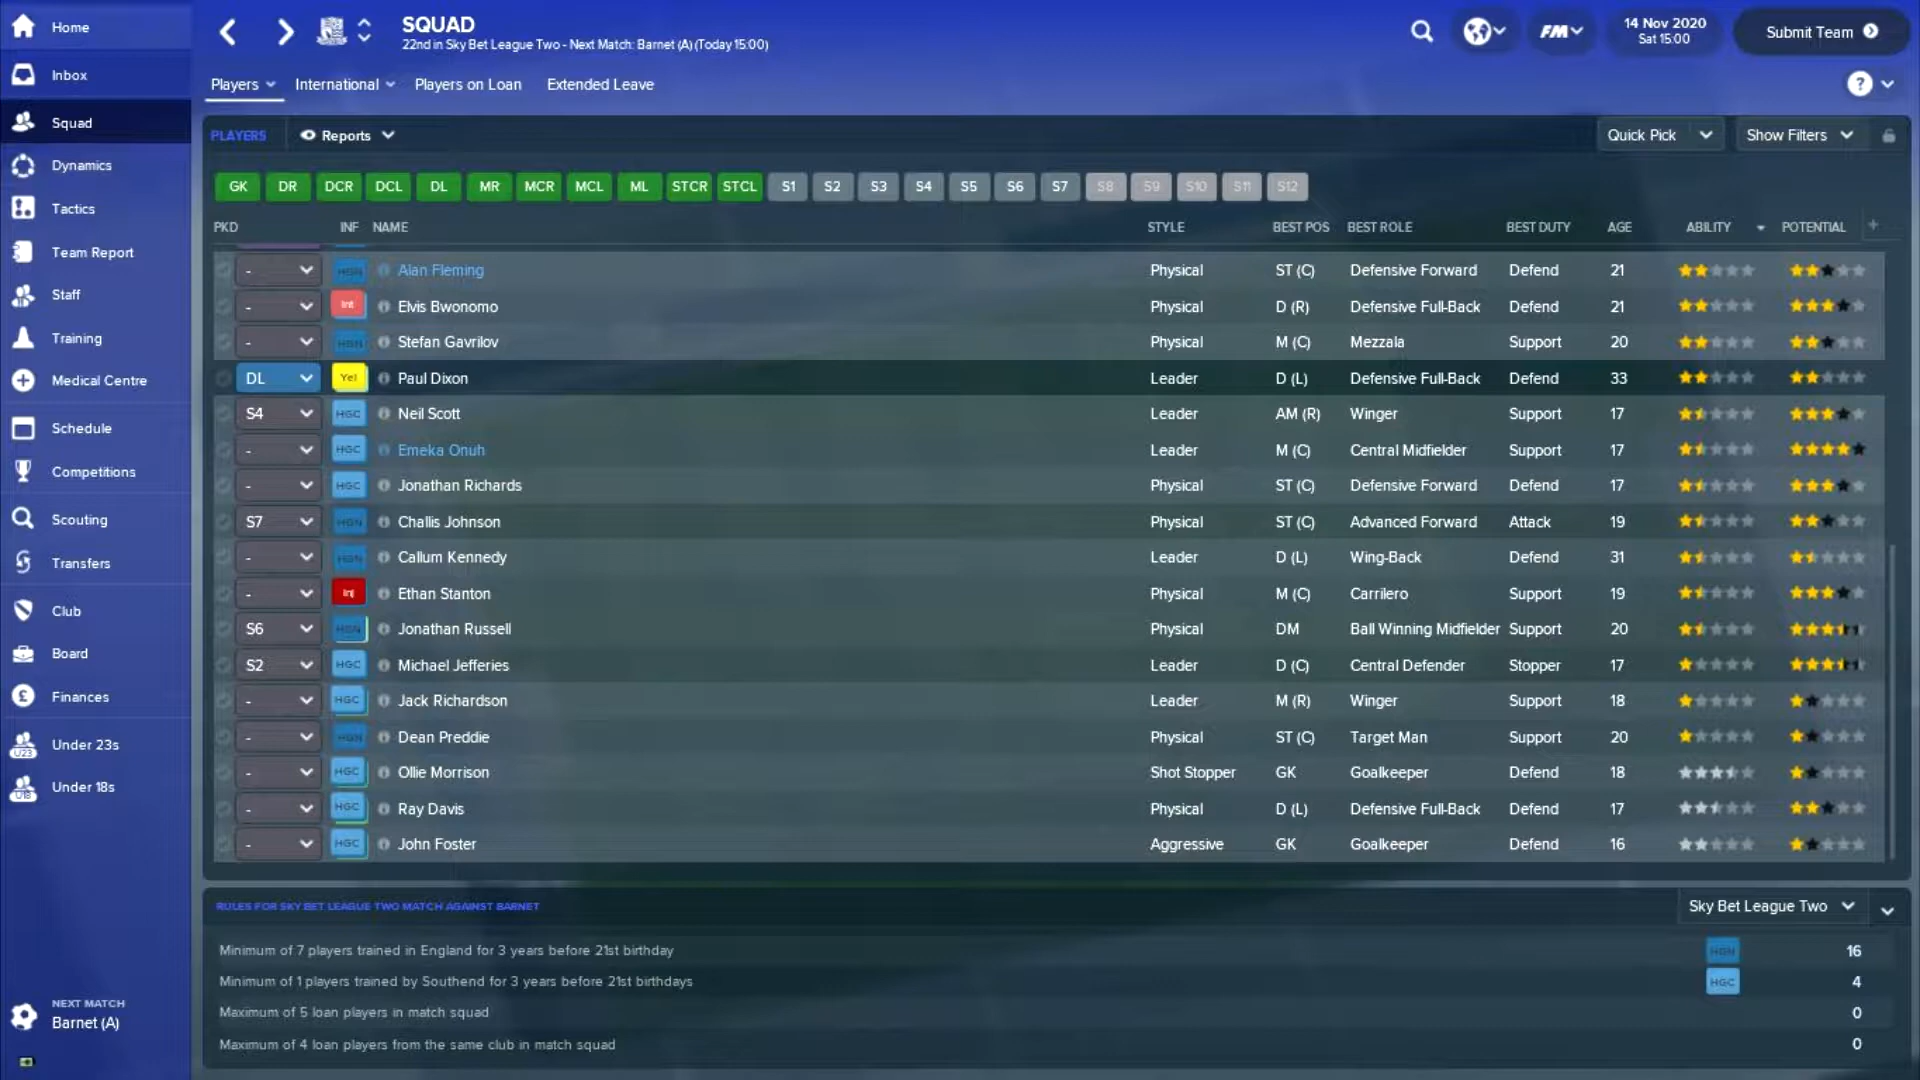 Home
Inbox
Squad
Dynamics
Tactics
Team Report
Staff
Training
Medical Centre
Schedule
Competitions
Scouting
Transfers
Club
Board
Finances
Under 23s
Under 18s
NEXT MATCH
Barnet (A)
SQUAD
22nd in Sky Bet League Two - Next Match: Barnet (A) (Today 15:00)
FM
14 Nov 2020
Sat 15:00
Submit Team
Players International Players on Loan Extended Leave
?
PLAYERS Reports Quick Pick Show Filters
GK DR DCR DCL DL MR MCR MCL ML STCR STCL S1 S2 S3 S4 S5 S6 S7 S8 S9 S10 S11 S12
PKD INF NAME STYLE BEST POS BEST ROLE BEST DUTY AGE ABILITY POTENTIAL +
- HGN Alan Fleming Physical ST (C) Defensive Forward Defend 21
- Int Elvis Bwonomo Physical D (R) Defensive Full-Back Defend 21
- HGN Stefan Gavrilov Physical M (C) Mezzala Support 20
DL Yel Paul Dixon Leader D (L) Defensive Full-Back Defend 33
S4 HGC Neil Scott Leader AM (R) Winger Support 17
- HGC Emeka Onuh Leader M (C) Central Midfielder Support 17
- HGC Jonathan Richards Physical ST (C) Defensive Forward Defend 17
S7 HGN Challis Johnson Physical ST (C) Advanced Forward Attack 19
- HGN Callum Kennedy Leader D (L) Wing-Back Defend 31
- Inj Ethan Stanton Physical M (C) Carrilero Support 19
S6 HGN Jonathan Russell Physical DM Ball Winning Midfielder Support 20
S2 HGC Michael Jefferies Leader D (C) Central Defender Stopper 17
- HGC Jack Richardson Leader M (R) Winger Support 18
- HGN Dean Preddie Physical ST (C) Target Man Support 20
- HGC Ollie Morrison Shot Stopper GK Goalkeeper Defend 18
- HGC Ray Davis Physical D (L) Defensive Full-Back Defend 17
- HGC John Foster Aggressive GK Goalkeeper Defend 16
RULES FOR SKY BET LEAGUE TWO MATCH AGAINST BARNET Sky Bet League Two
Minimum of 7 players trained in England for 3 years before 21st birthday HGN 16
Minimum of 1 players trained by Southend for 3 years before 21st birthdays HGC 4
Maximum of 5 loan players in match squad 0
Maximum of 4 loan players from the same club in match squad 0